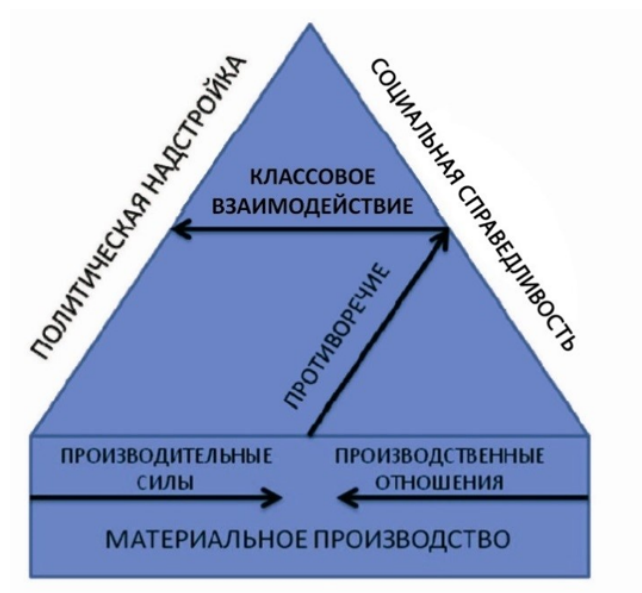 ПОЛИТИЧЕСКАЯ НАДСТРОЙКА
СОЦИАЛЬНАЯ СПРАВЕДЛИВОСТЬ
КЛАССОВОЕ
ВЗАИМОДЕЙСТВИЕ
ПРОТИВОРЕЧИЕ
ПРОИЗВОДИТЕЛЬНЫЕ
СИЛЫ
ПРОИЗВОДСТВЕННЫЕ
ОТНОШЕНИЯ
МАТЕРИАЛЬНОЕ ПРОИЗВОДСТВО